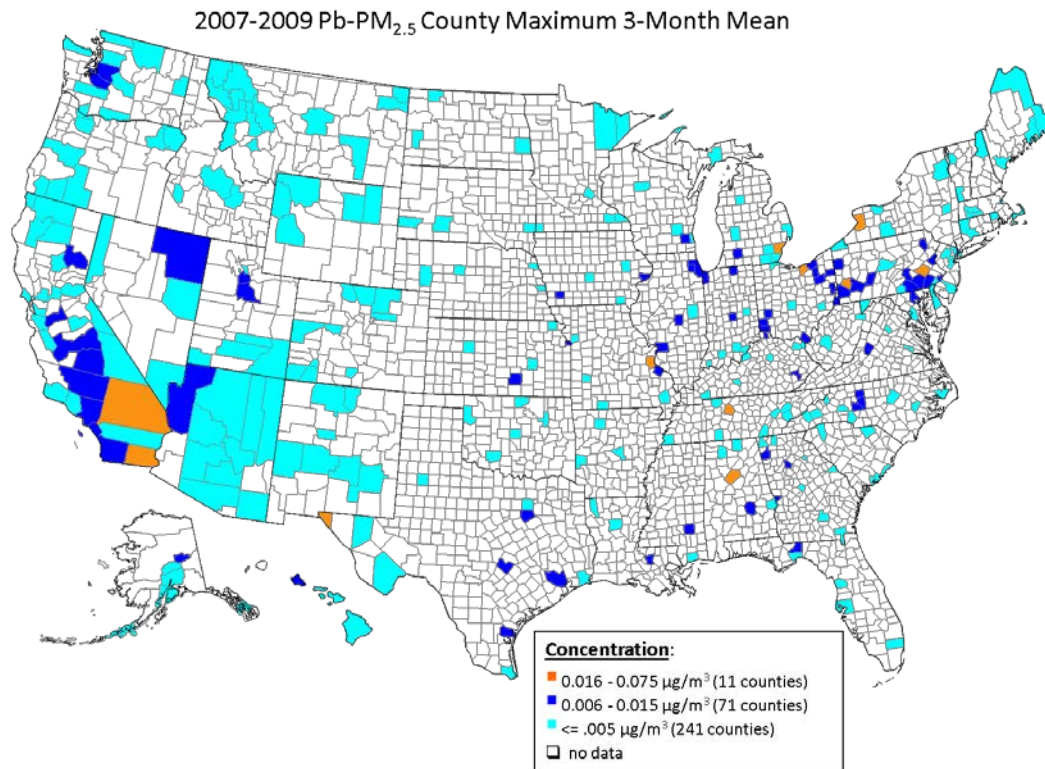 2007-2009 Pb-PM2.5 County Maximum 3-Month Mean
Concentration:
0.016 - 0.075 µg/m³ (11 counties)
0.006 - 0.015 µg/m³ (71 counties)
<= .005 µg/m³ (241 counties)
no data